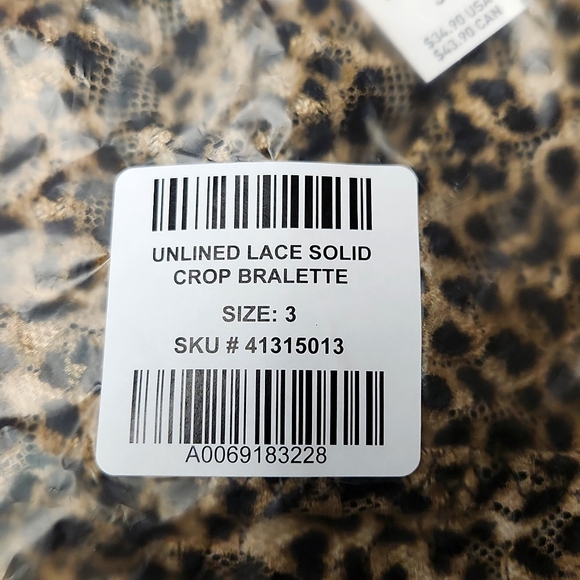 $34.90 USA
$43.90 CAN
UNLINED LACE SOLID
CROP BRALETTE
SIZE: 3
SKU # 41315013
A0069183228